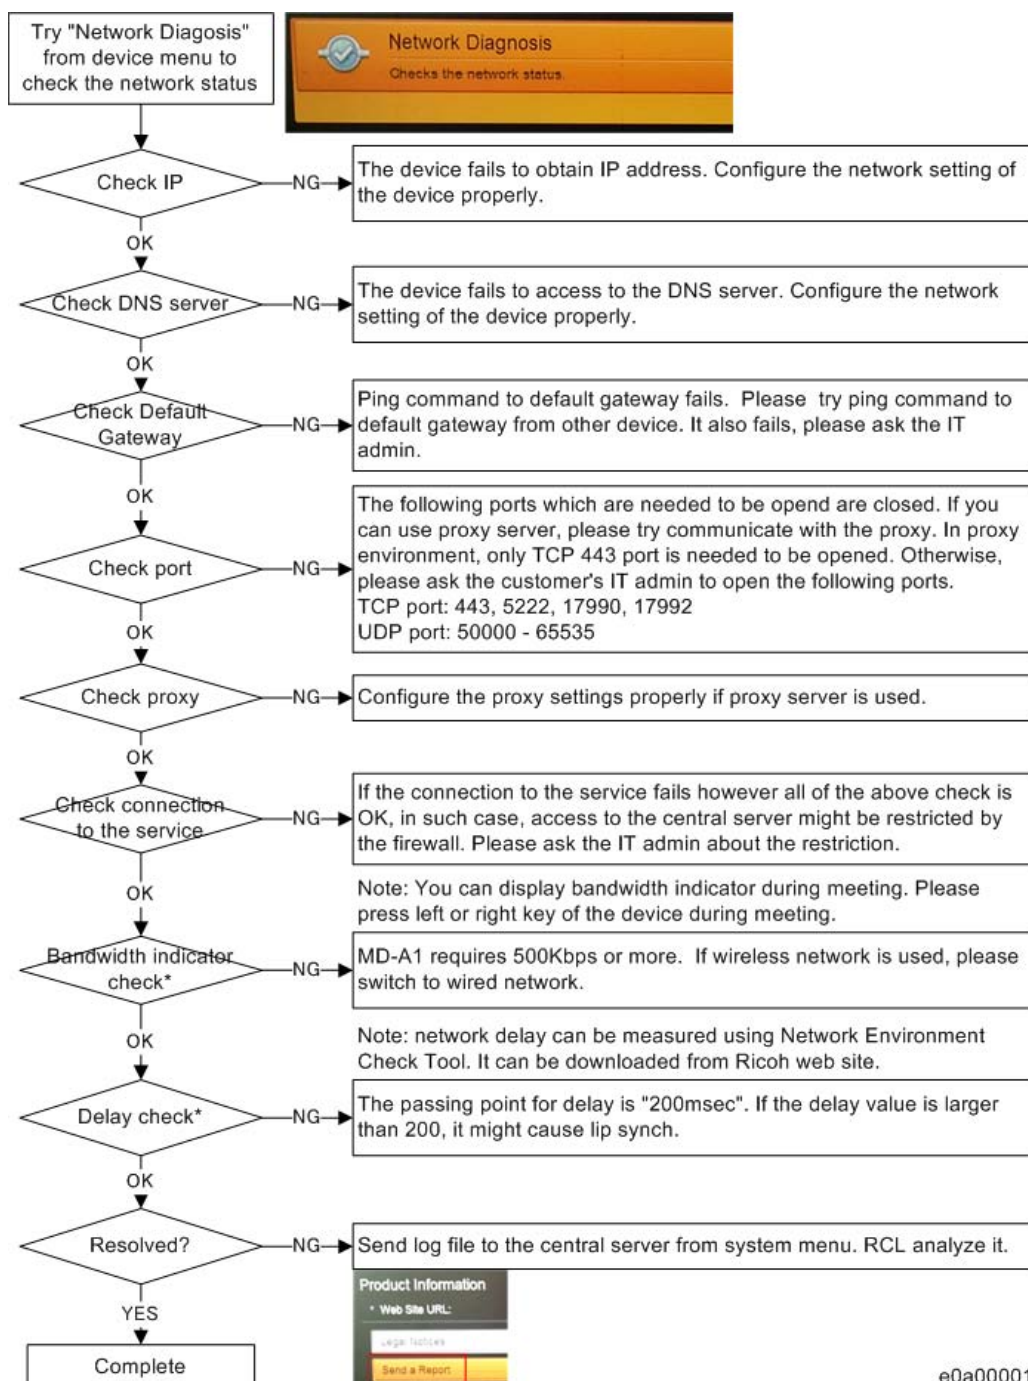 Try "Network Diagosis"
from device menu to
check the network status
Network Diagnosis
Checks the network status.
Check IP
NG
The device fails to obtain IP address. Configure the network setting of
the device properly.
OK
Check DNS server
NG
The device fails to access to the DNS server. Configure the network
setting of the device properly.
OK
Check Default
Gateway
NG
Ping command to default gateway fails.  Please  try ping command to
default gateway from other device. It also fails, please ask the IT
admin.
OK
Check port
NG
The following ports which are needed to be opend are closed. If you
can use proxy server, please try communicate with the proxy. In proxy
environment, only TCP 443 port is needed to be opened. Otherwise,
please ask the customer's IT admin to open the following ports.
TCP port: 443, 5222, 17990, 17992
UDP port: 50000 - 65535
OK
Check proxy
NG
Configure the proxy settings properly if proxy server is used.
OK
Check connection
to the service
NG
If the connection to the service fails however all of the above check is
OK, in such case, access to the central server might be restricted by
the firewall. Please ask the IT admin about the restriction.
OK
Note: You can display bandwidth indicator during meeting. Please
press left or right key of the device during meeting.
Bandwidth indicator
check*
NG
MD-A1 requires 500Kbps or more.  If wireless network is used, please
switch to wired network.
OK
Note: network delay can be measured using Network Environment
Check Tool. It can be downloaded from Ricoh web site.
Delay check*
NG
The passing point for delay is "200msec". If the delay value is larger
than 200, it might cause lip synch.
OK
Resolved?
NG
Send log file to the central server from system menu. RCL analyze it.
YES
Complete
Product Information
* Web Site URL:
Legal Notices
Send a Report
e0a00001